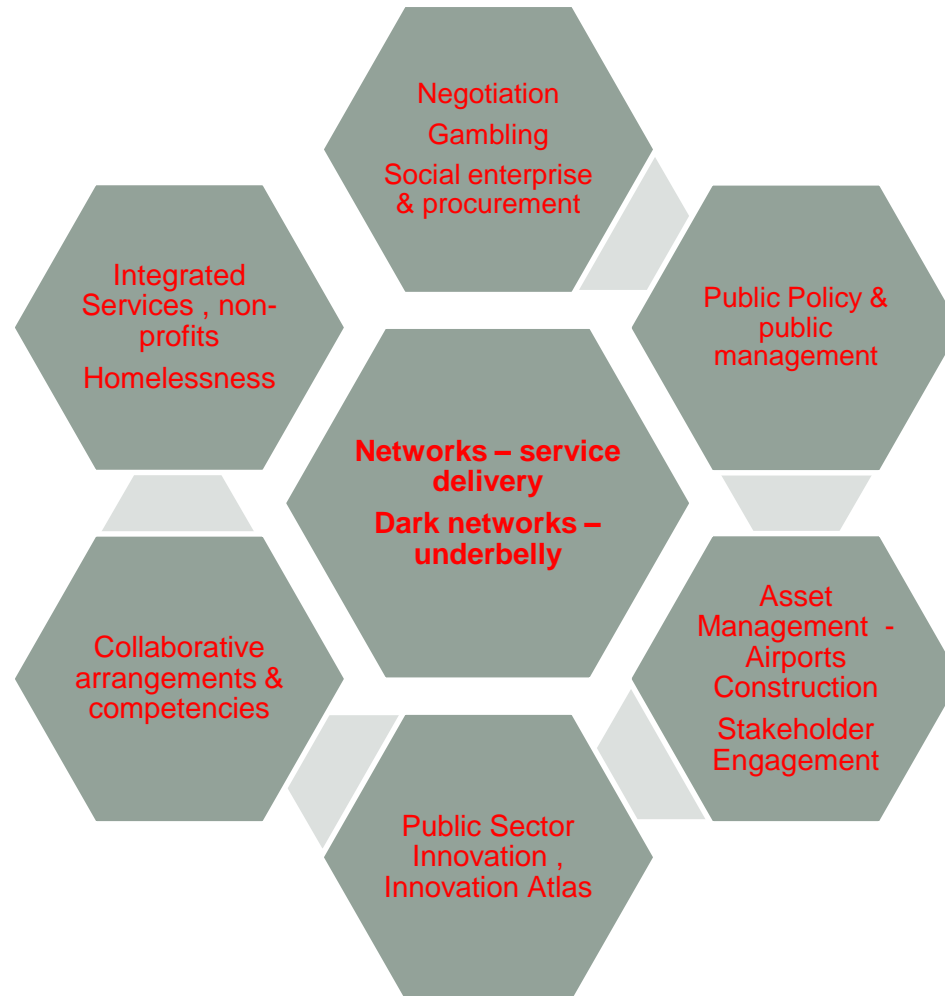 Negotiation
Gambling
Social enterprise
& procurement
Public Policy &
public
management
Asset
Management  -
Airports
Construction
Stakeholder
Engagement
Public Sector
Innovation ,
Innovation Atlas
Collaborative
arrangements &
competencies
Integrated
Services , non-
profits
Homelessness
Networks – service
delivery
Dark networks –
underbelly